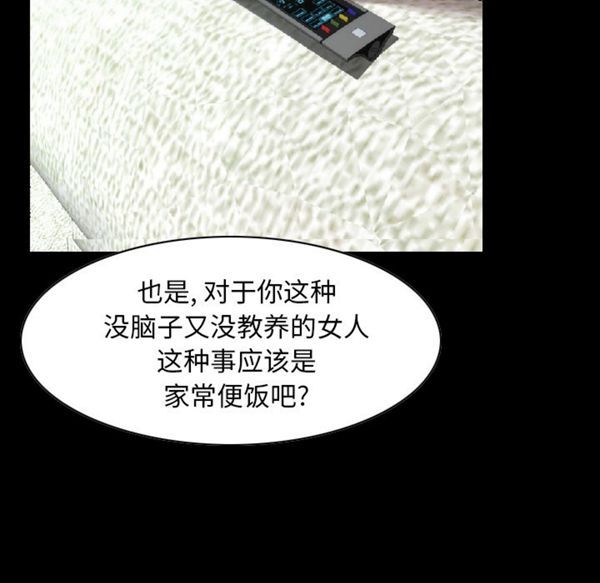 也是, 对于你这种
没脑子又没教养的女人
这种事应该是
家常便饭吧?